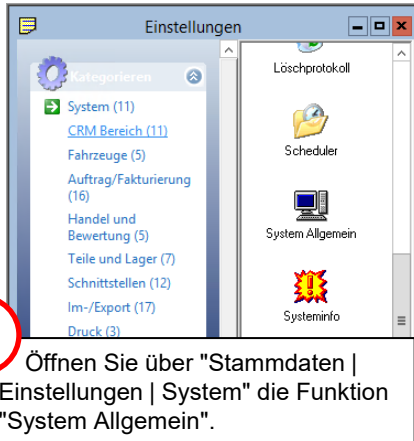 Einstellungen
Kategorieren
System (11)
CRM Bereich (11)
Fahrzeuge (5)
Auftrag/Fakturierung
(16)
Handel und
Bewertung (5)
Teile und Lager (7)
Schnittstellen (12)
Im-/Export (17)
Druck (3)
Löschprotokoll
Scheduler
System Allgemein
Systeminfo
Öffnen Sie über "Stammdaten |
Einstellungen | System" die Funktion
"System Allgemein".